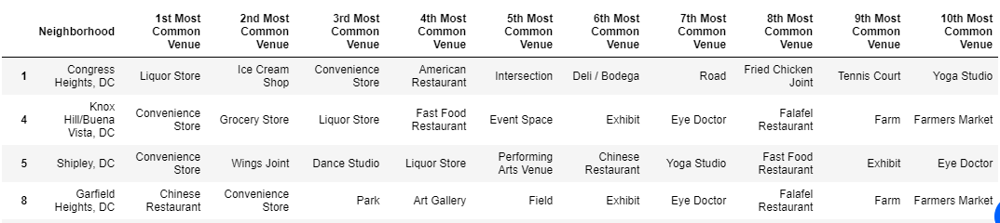 Neighborhood 1st Most Common Venue 2nd Most Common Venue 3rd Most Common Venue 4th Most Common Venue 5th Most Common Venue 6th Most Common Venue 7th Most Common Venue 8th Most Common Venue 9th Most Common Venue 10th Most Common Venue
1 Congress Heights, DC Liquor Store Ice Cream Shop Convenience Store American Restaurant Intersection Deli / Bodega Road Fried Chicken Joint Tennis Court Yoga Studio
4 Knox Hill/Buena Vista, DC Convenience Store Grocery Store Liquor Store Fast Food Restaurant Event Space Exhibit Eye Doctor Falafel Restaurant Farm Farmers Market
5 Shipley, DC Convenience Store Wings Joint Dance Studio Liquor Store Performing Arts Venue Chinese Restaurant Yoga Studio Fast Food Restaurant Exhibit Eye Doctor
8 Garfield Heights, DC Chinese Restaurant Convenience Store Park Art Gallery Field Exhibit Eye Doctor Falafel Restaurant Farm Farmers Market